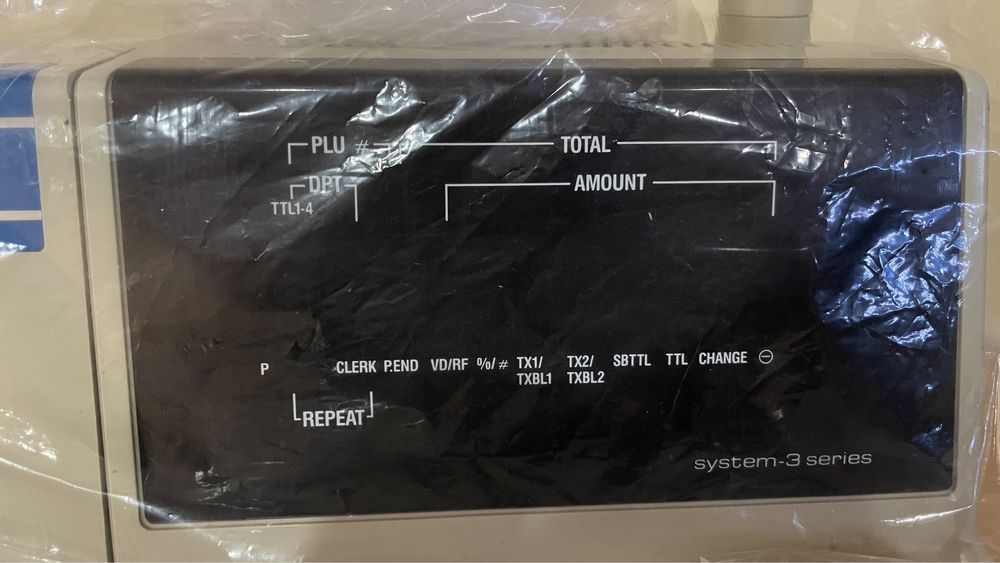 PLU # TOTAL
DPT AMOUNT
TTL1-4
P CLERK P.END VD/RF %/# TX1/ TX2/ SBTTL TTL CHANGE ⊖
TXBL1 TXBL2
REPEAT
system-3 series